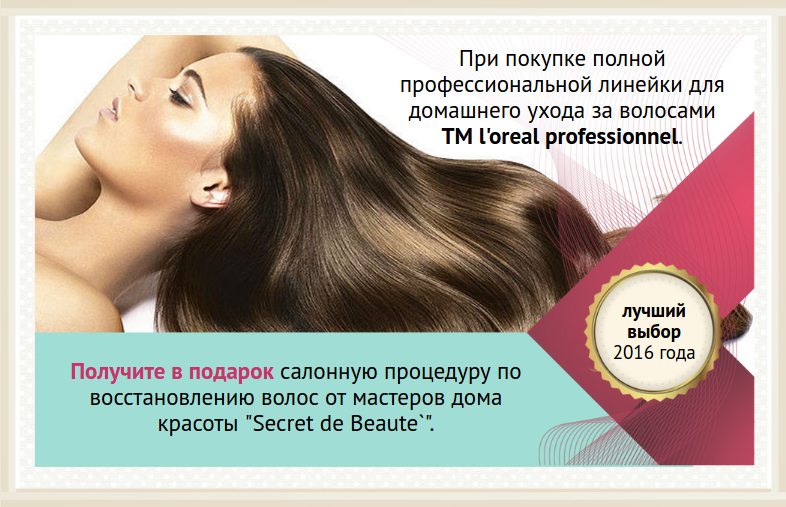 При покупке полной
профессиональной линейки для
домашнего ухода за волосами
TM l'oreal professionnel.
лучший
выбор
2016 года
Получите в подарок салонную процедуру по
восстановлению волос от мастеров дома
красоты "Secret de Beaute`".